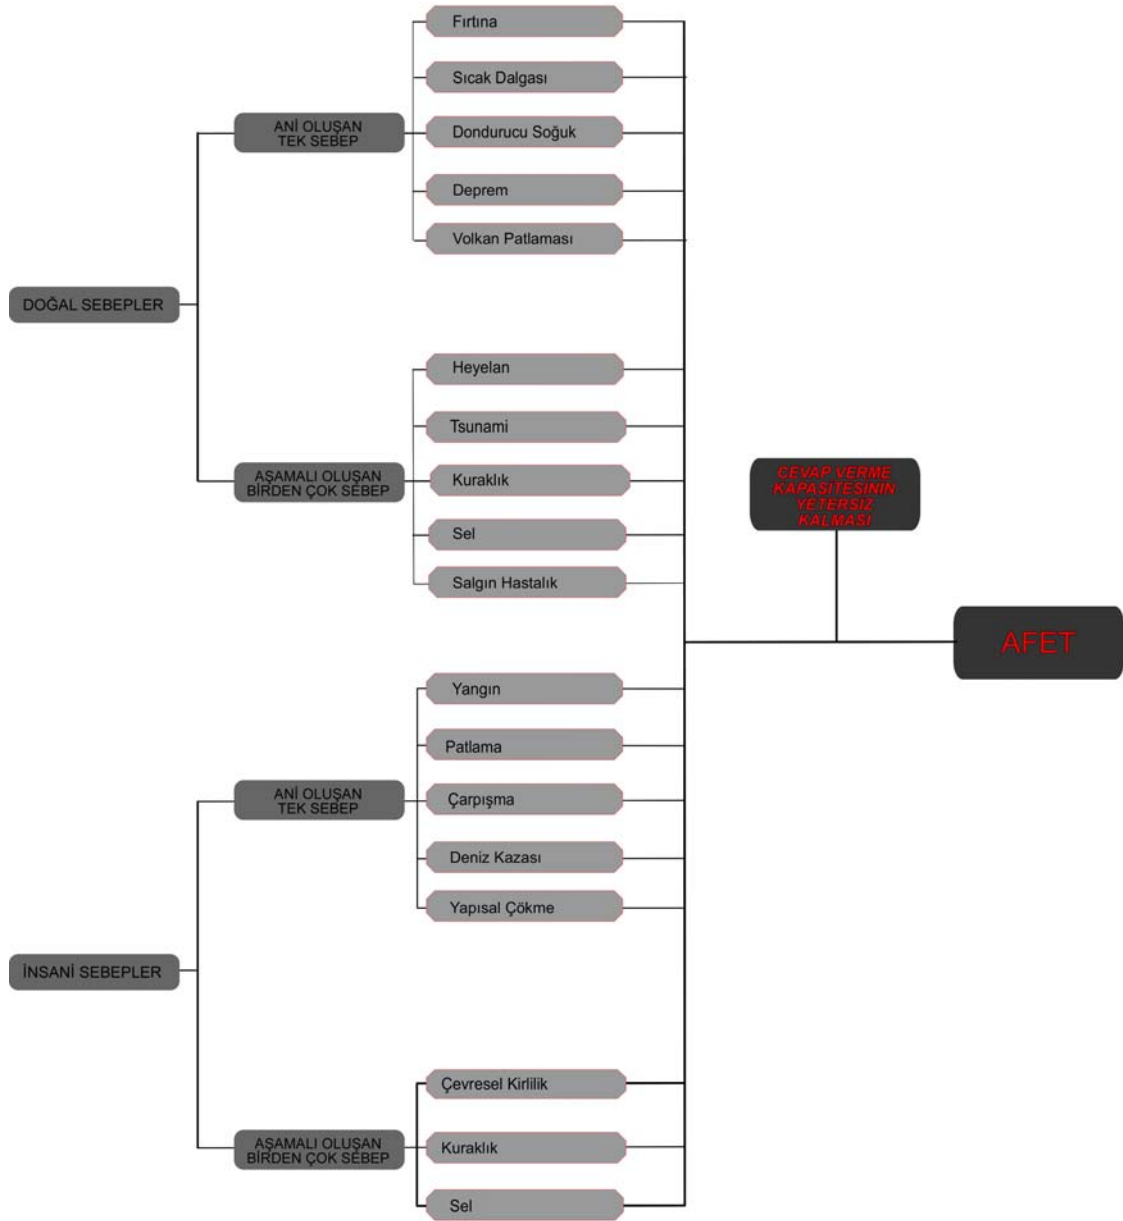 Fırtına
Sıcak Dalgası
ANİ OLUŞAN
TEK SEBEP
Dondurucu Soğuk
Deprem
Volkan Patlaması
DOĞAL SEBEPLER
Heyelan
Tsunami
AŞAMALI OLUŞAN
BİRDEN ÇOK SEBEP
Kuraklık
Sel
Salgın Hastalık
CEVAP VERME
KAPASİTESİNİN
YETERSİZ
KALMASI
AFET
Yangın
Patlama
ANİ OLUŞAN
TEK SEBEP
Çarpışma
Deniz Kazası
Yapısal Çökme
İNSANİ SEBEPLER
Çevresel Kirlilik
AŞAMALI OLUŞAN
BİRDEN ÇOK SEBEP
Kuraklık
Sel